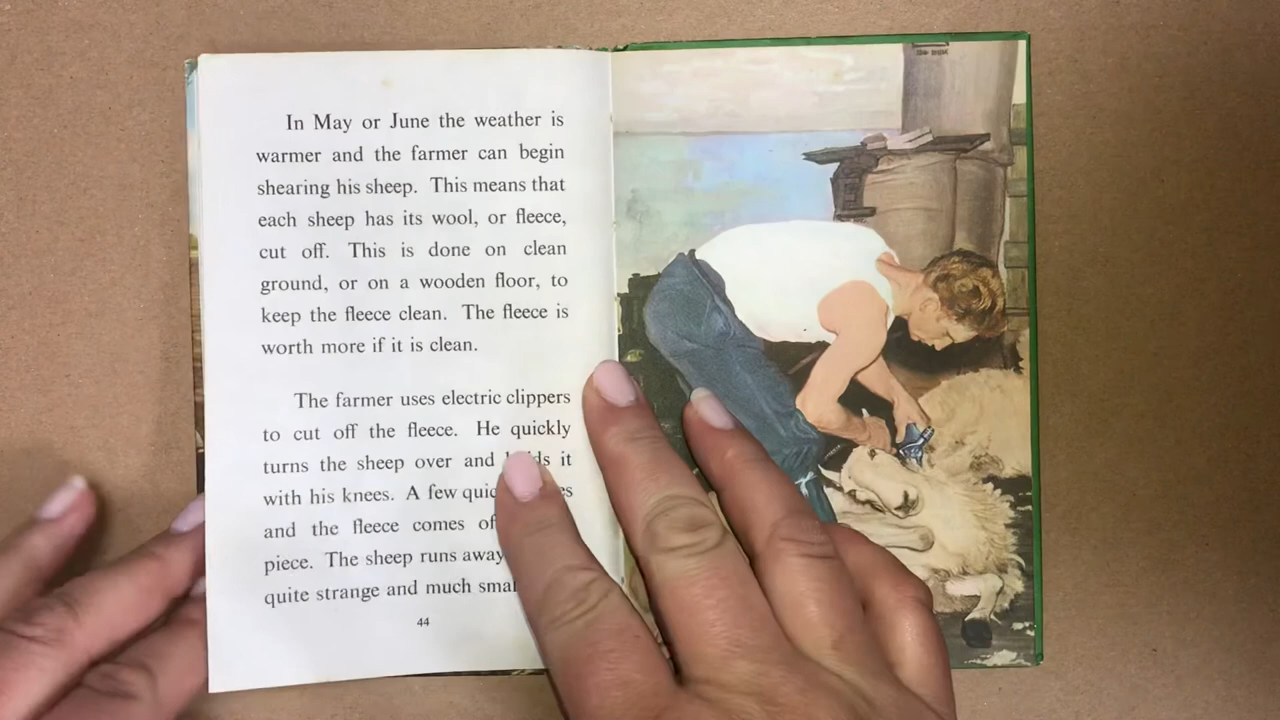 In May or June the weather is
warmer and the farmer can begin
shearing his sheep. This means that
each sheep has its wool, or fleece,
cut off. This is done on clean
ground, or on a wooden floor, to
keep the fleece clean. The fleece is
worth more if it is clean.
The farmer uses electric clippers
to cut off the fleece. He quickly
turns the sheep over and it
with his knees. A few
and the fleece comes
piece. The sheep runs away
quite strange and much
44